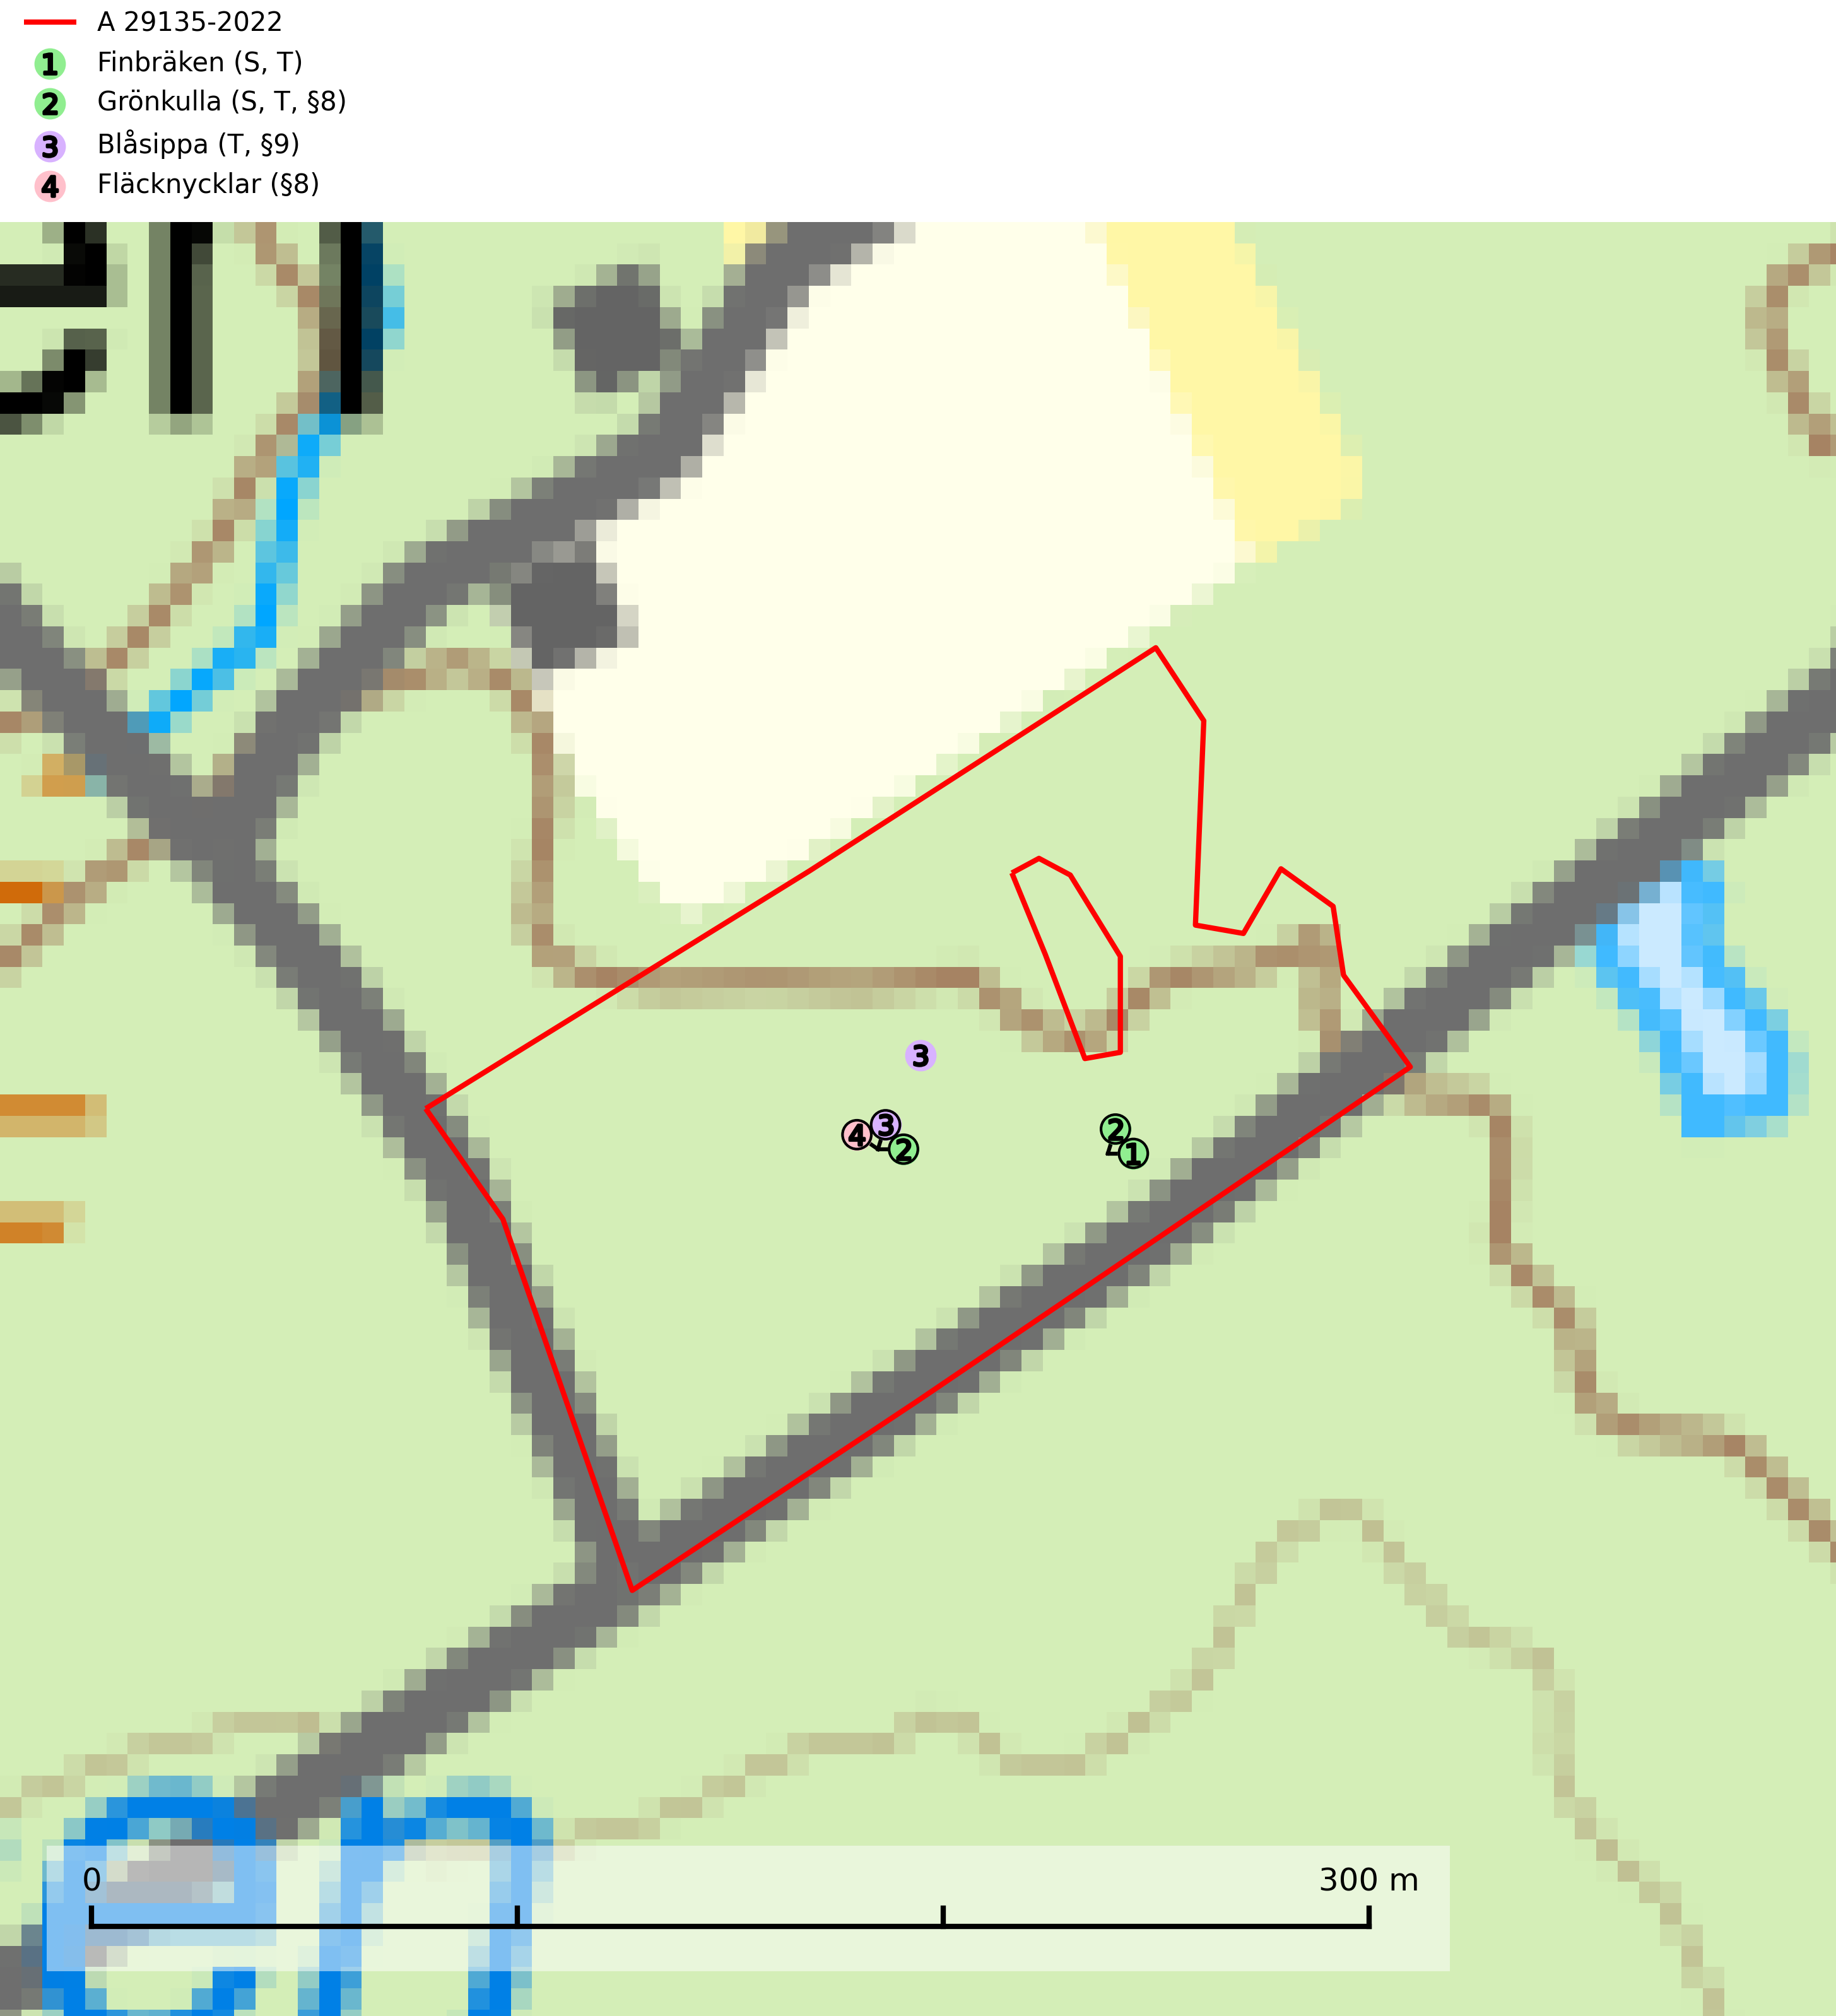 A 29135-2022
1 Finbräken (S, T)
2 Grönkulla (S, T, §8)
3 Blåsippa (T, §9)
4 Fläcknycklar (§8)
3
4 3 2
2 1
0 300 m